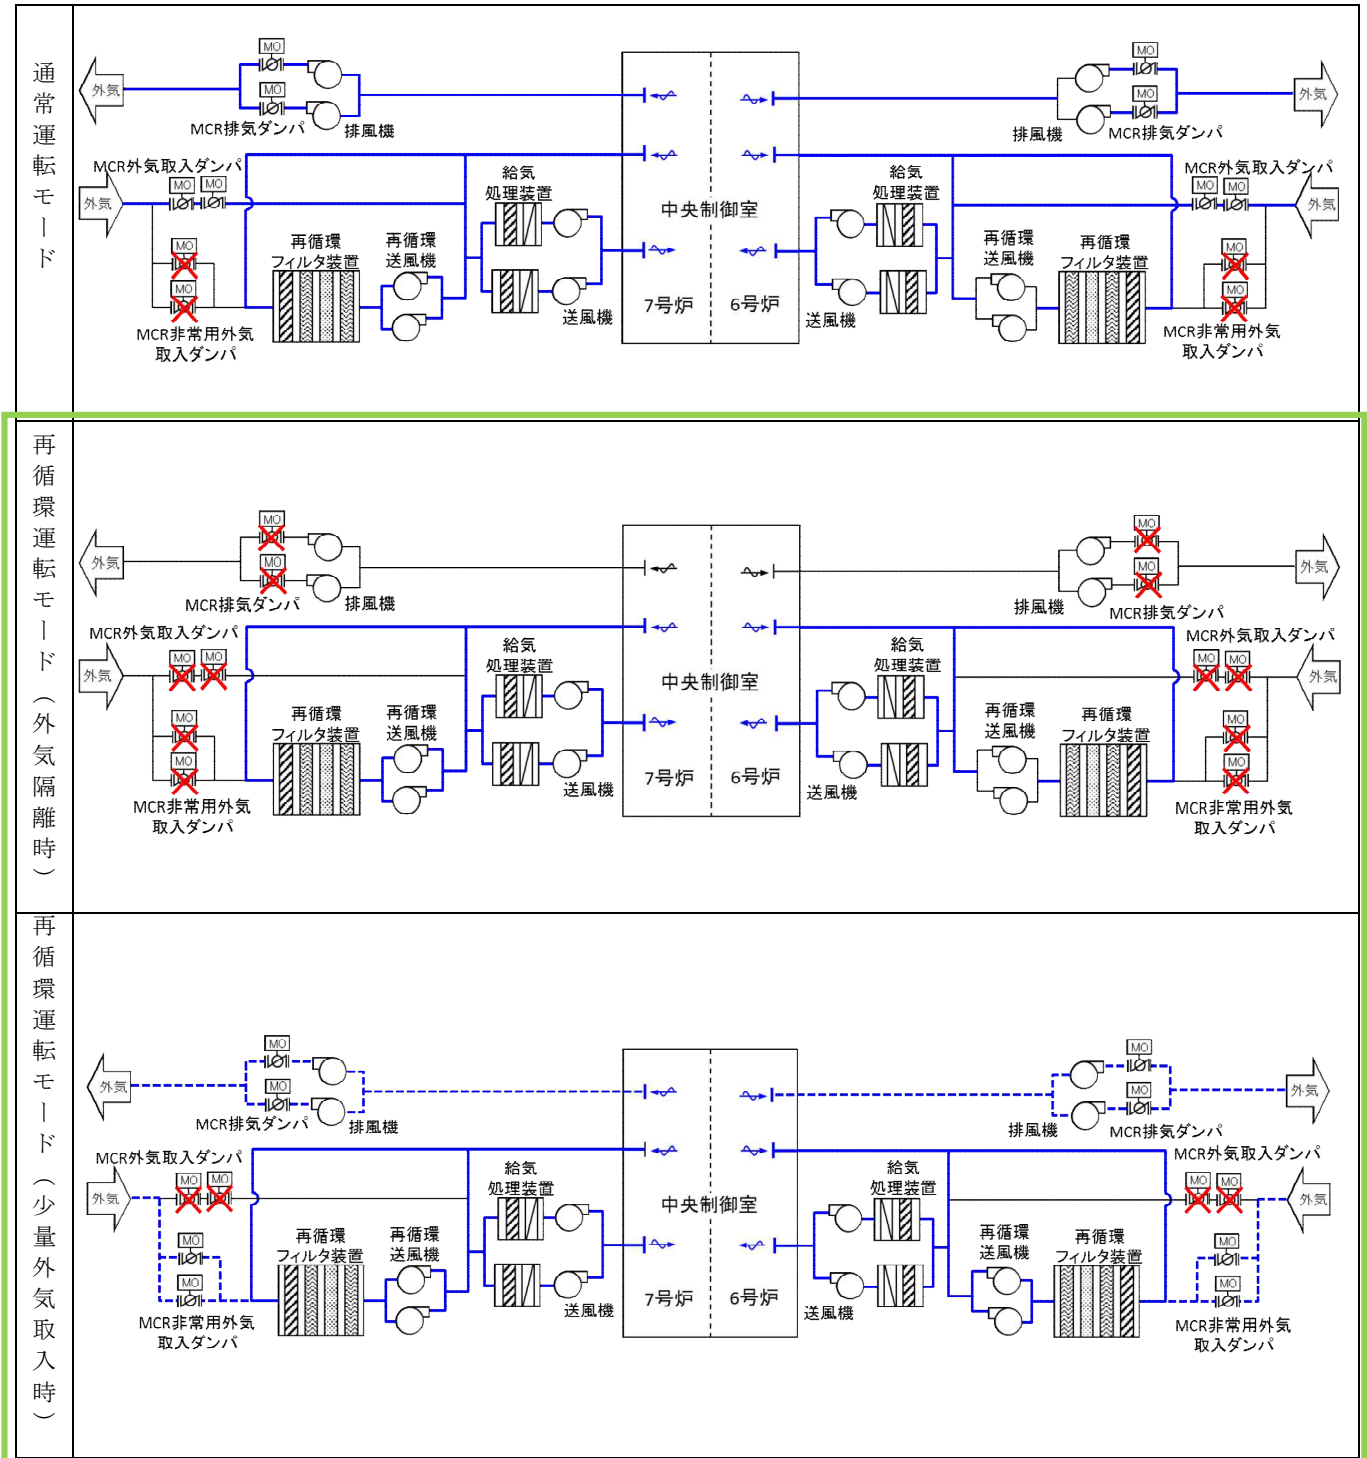 通常運転モード
MO
MO
外気
MCR排気ダンパ
排風機
MO
MO
外気
排風機
MCR排気ダンパ
MCR外気取入ダンパ
MO
MO
外気
MO
MO
MCR非常用外気
取入ダンパ
再循環
フィルタ装置
再循環
送風機
給気
処理装置
送風機
中央制御室
7号炉
6号炉
給気
処理装置
送風機
再循環
送風機
再循環
フィルタ装置
MCR外気取入ダンパ
MO
MO
外気
MO
MO
MCR非常用外気
取入ダンパ
再循環運転モード（外気隔離時）
MO
MO
外気
MCR排気ダンパ
排風機
MO
MO
外気
排風機
MCR排気ダンパ
MCR外気取入ダンパ
MO
MO
外気
MO
MO
MCR非常用外気
取入ダンパ
再循環
フィルタ装置
再循環
送風機
給気
処理装置
送風機
中央制御室
7号炉
6号炉
給気
処理装置
送風機
再循環
送風機
再循環
フィルタ装置
MCR外気取入ダンパ
MO
MO
外気
MO
MO
MCR非常用外気
取入ダンパ
再循環運転モード（少量外気取入時）
MO
MO
外気
MCR排気ダンパ
排風機
MO
MO
外気
排風機
MCR排気ダンパ
MCR外気取入ダンパ
MO
MO
外気
MO
MO
MCR非常用外気
取入ダンパ
再循環
フィルタ装置
再循環
送風機
給気
処理装置
送風機
中央制御室
7号炉
6号炉
給気
処理装置
送風機
再循環
送風機
再循環
フィルタ装置
MCR外気取入ダンパ
MO
MO
外気
MO
MO
MCR非常用外気
取入ダンパ